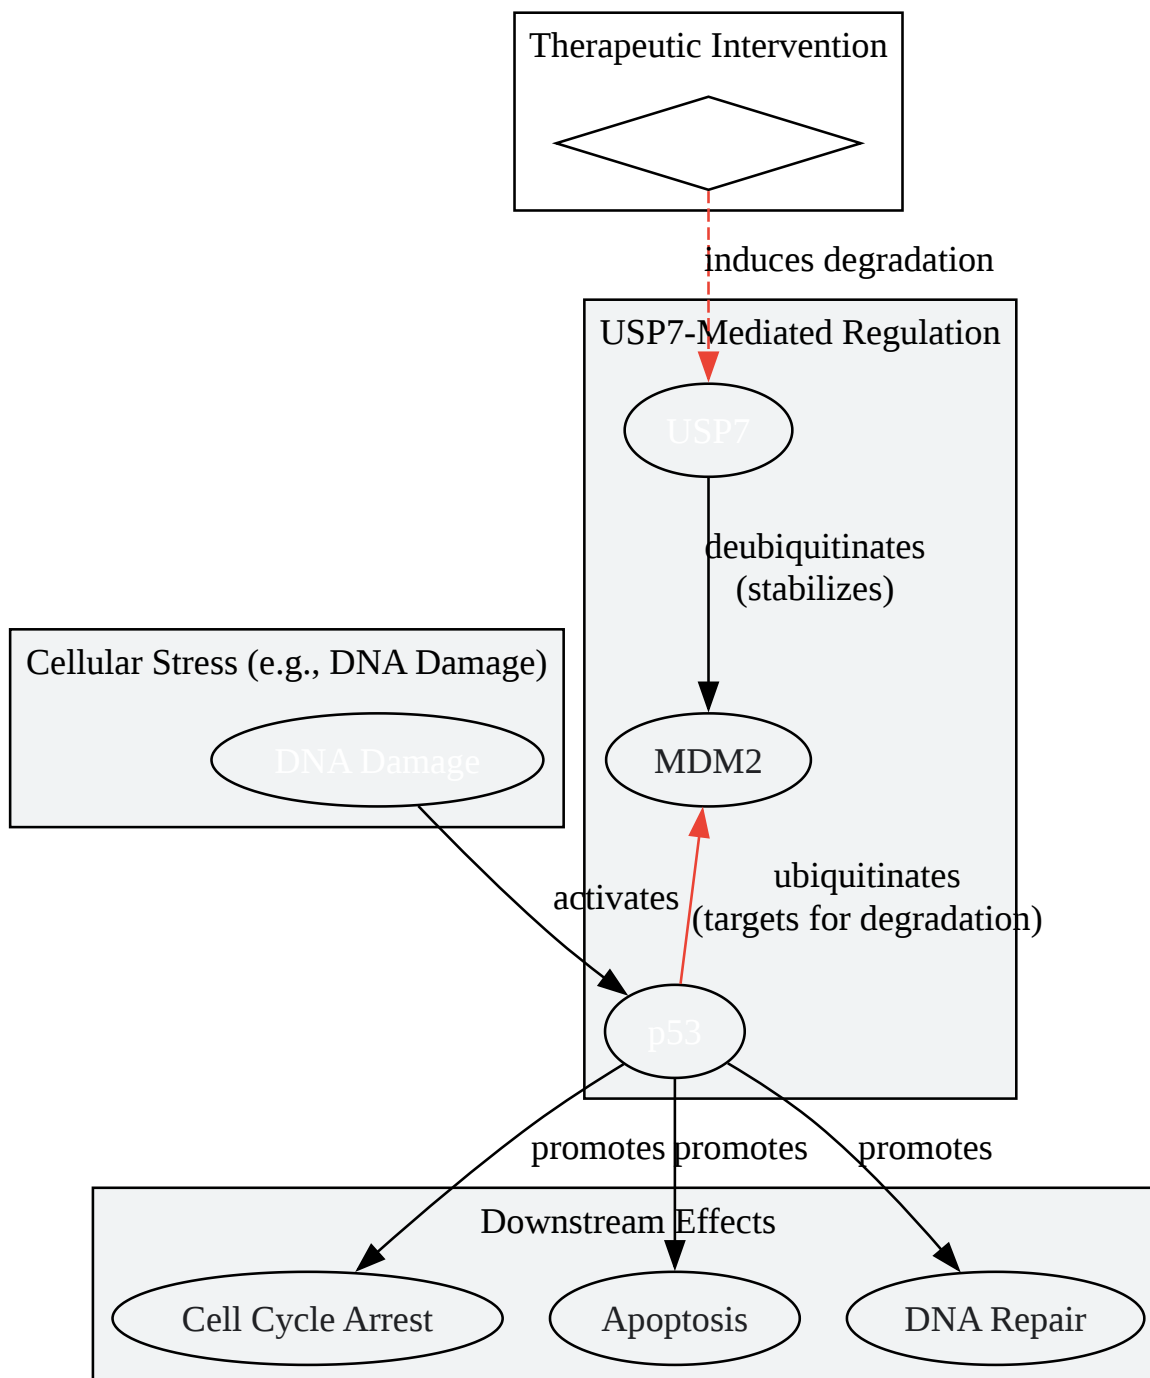 Therapeutic Intervention
induces degradation
USP7-Mediated Regulation
USP7
deubiquitinates
(stabilizes)
Cellular Stress (e.g., DNA Damage)
DNA Damage
MDM2
activates
ubiquitinates
(targets for degradation)
p53
promotes
promotes
promotes
Downstream Effects
Cell Cycle Arrest
Apoptosis
DNA Repair